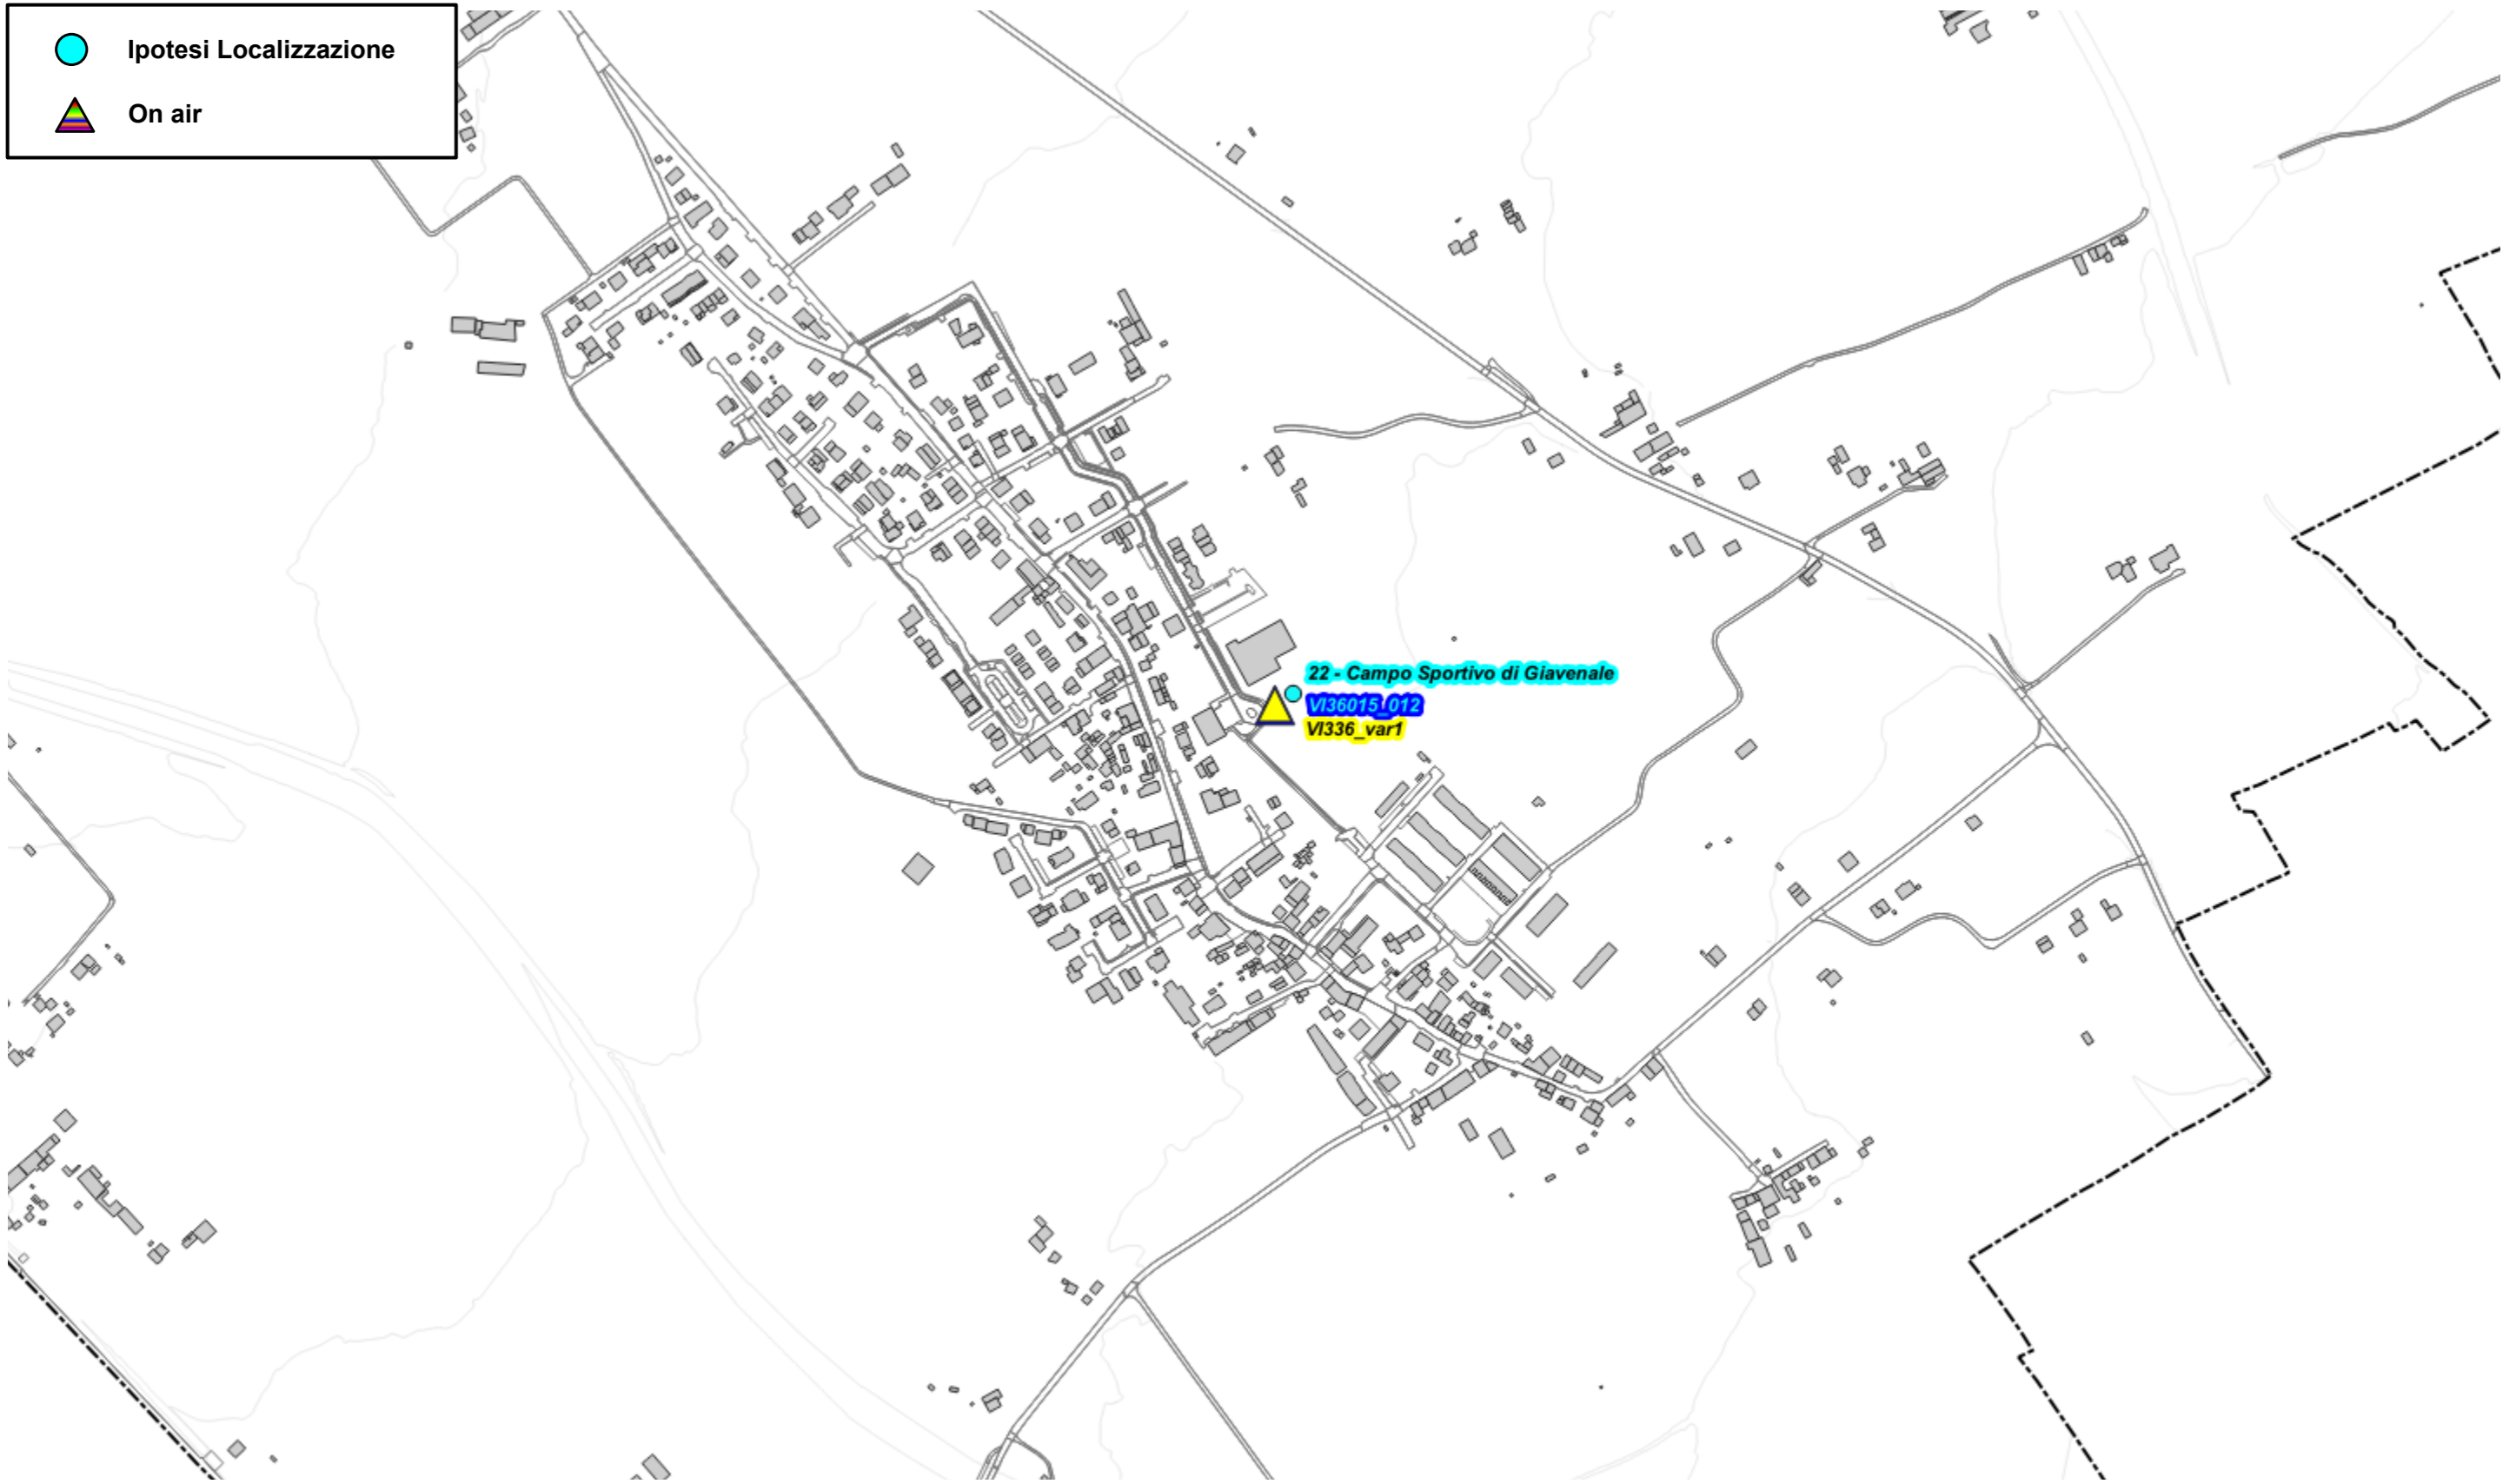 Ipotesi Localizzazione
On air
22 - Campo Sportivo di Giavenale
VI36015_012
VI336_var1